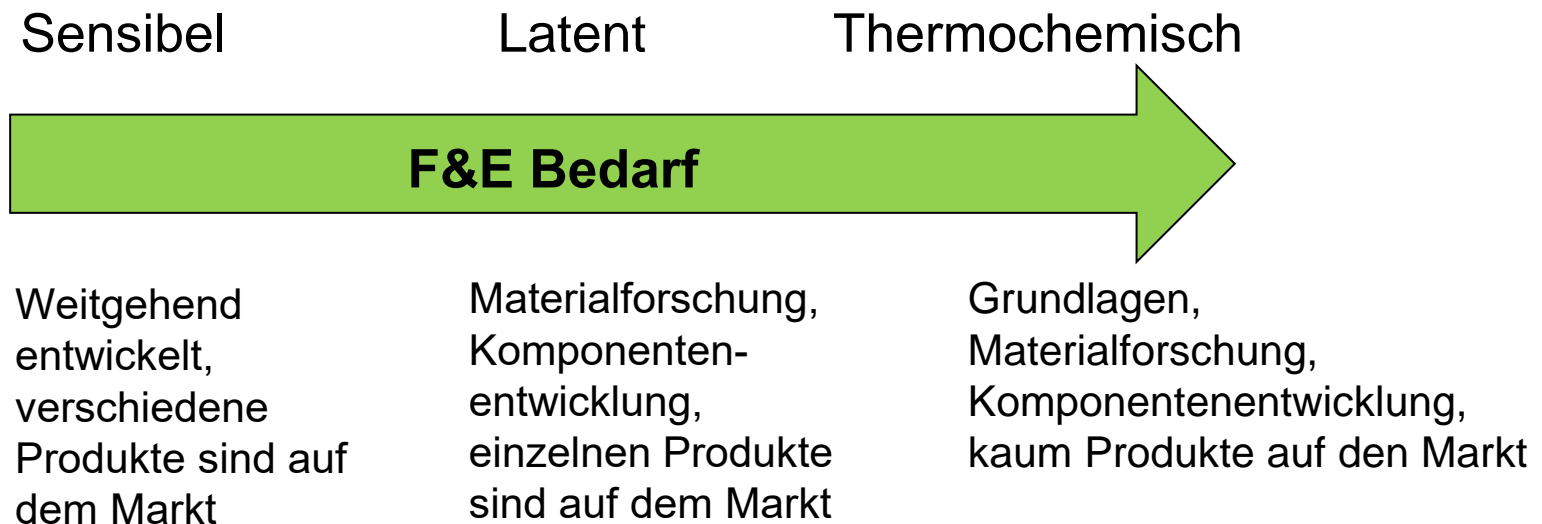 Sensibel
Latent
Thermochemisch
F&E Bedarf
Weitgehend
entwickelt,
verschiedene
Produkte sind auf
dem Markt
Materialforschung,
Komponenten-
entwicklung,
einzelnen Produkte
sind auf dem Markt
Grundlagen,
Materialforschung,
Komponentenentwicklung,
kaum Produkte auf den Markt